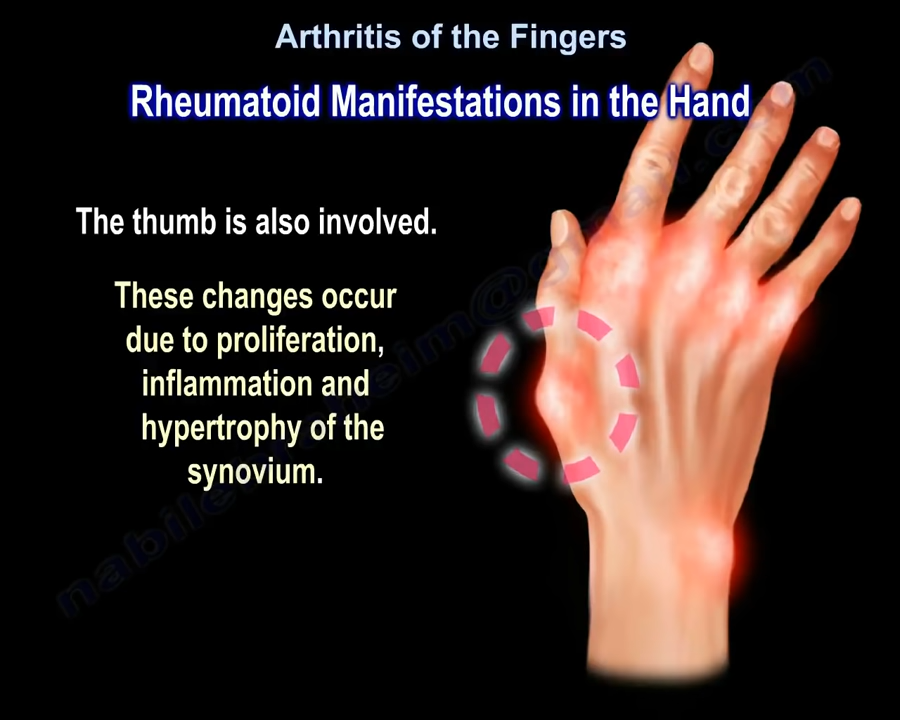 Arthritis of the Fingers
Rheumatoid Manifestations in the Hand
The thumb is also involved.
These changes occur
due to proliferation,
inflammation and
hypertrophy of the
synovium.